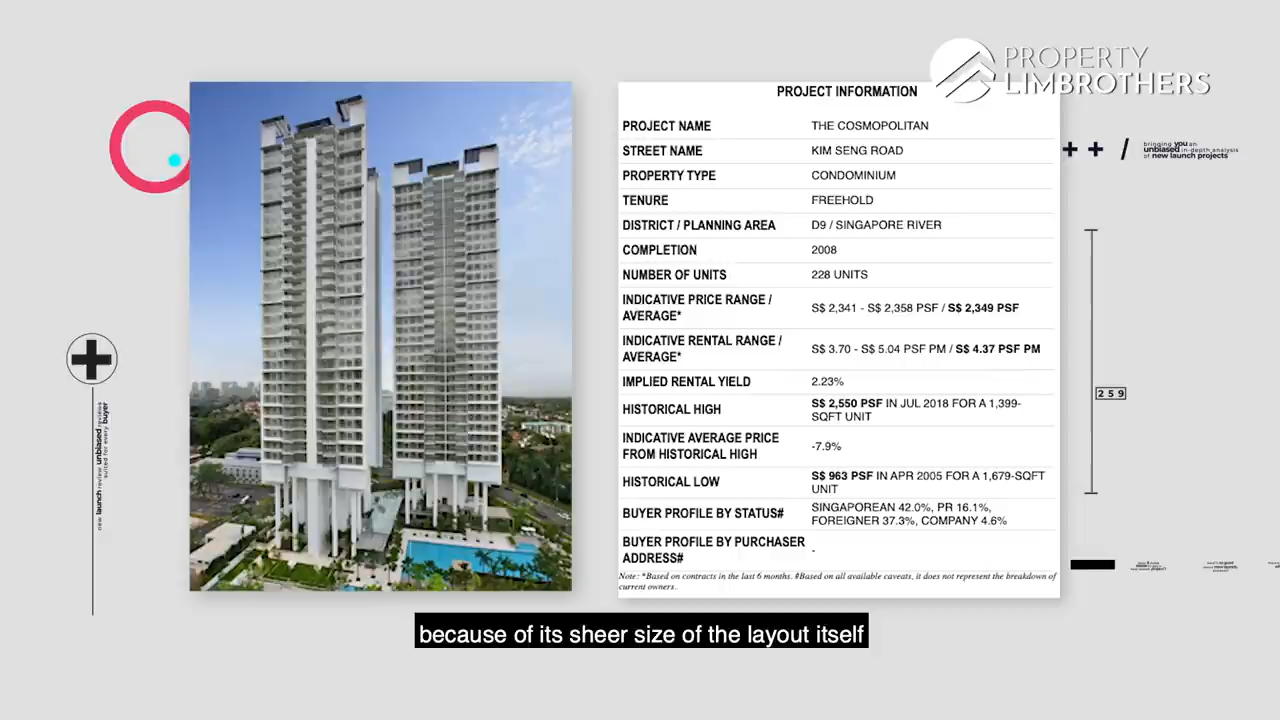 PROPERTY
LIMBROTHERS
PROJECT INFORMATION
PROJECT NAME THE COSMOPOLITAN
STREET NAME KIM SENG ROAD
PROPERTY TYPE CONDOMINIUM
TENURE FREEHOLD
DISTRICT / PLANNING AREA D9 / SINGAPORE RIVER
COMPLETION 2008
NUMBER OF UNITS 228 UNITS
INDICATIVE PRICE RANGE /
AVERAGE* S$ 2,341 - S$ 2,358 PSF / S$ 2,349 PSF
INDICATIVE RENTAL RANGE /
AVERAGE* S$ 3.70 - S$ 5.04 PSF PM / S$ 4.37 PSF PM
IMPLIED RENTAL YIELD 2.23%
HISTORICAL HIGH S$ 2,550 PSF IN JUL 2018 FOR A 1,399-
SQFT UNIT
INDICATIVE AVERAGE PRICE
FROM HISTORICAL HIGH -7.9%
HISTORICAL LOW S$ 963 PSF IN APR 2005 FOR A 1,679-SQFT
UNIT
BUYER PROFILE BY STATUS# SINGAPOREAN 42.0%, PR 16.1%,
FOREIGNER 37.3%, COMPANY 4.6%
BUYER PROFILE BY PURCHASER
ADDRESS# -
Note: *Based on contracts in the last 6 months. #Based on all available caveats, it does not represent the breakdown of
current owners..
++ /
bringing you an
unbiased in-depth analysis
of new launch projects
259
new launch review unbiased reviews
suited for every buyer
because of its sheer size of the layout itself